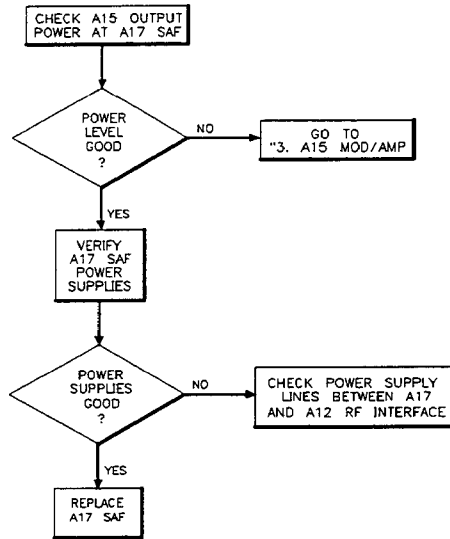 CHECK A15 OUTPUT
POWER AT A17 SAF
POWER
LEVEL
GOOD
?
NO
GO TO
"3. A15 MOD/AMP
YES
VERIFY
A17 SAF
POWER
SUPPLIES
POWER
SUPPLIES
GOOD
?
NO
CHECK POWER SUPPLY
LINES BETWEEN A17
AND A12 RF INTERFACE
YES
REPLACE
A17 SAF